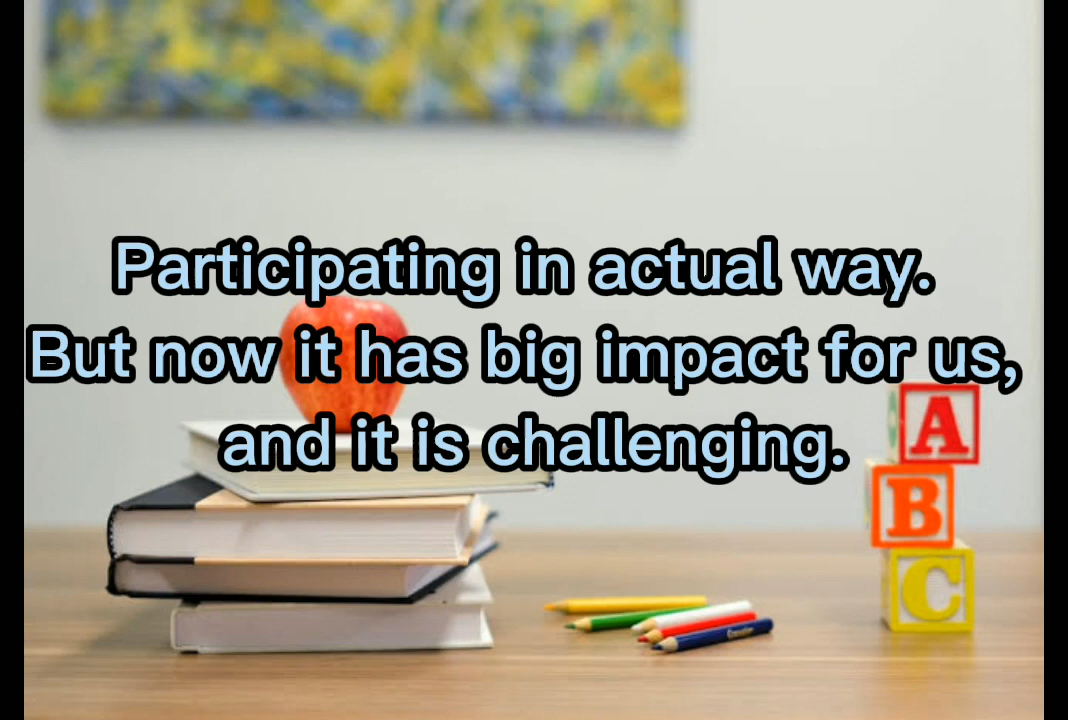 Participating in actual way.
But now it has big impact for us,
and it is challenging.
A
B
C